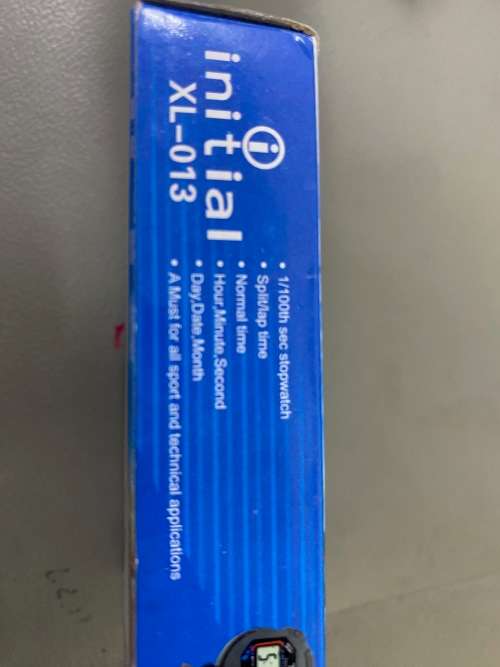 i
initial
XL-013
• 1/100th sec stopwatch
• Split/lap time
• Normal time
• Hour,Minute,Second
• Day,Date,Month
• A Must for all sport and technical applications